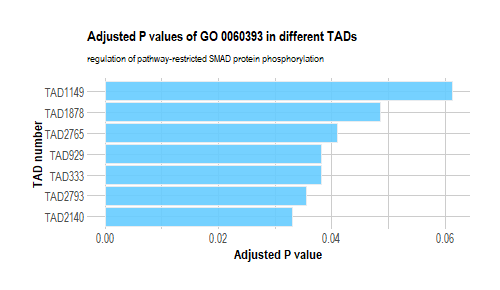 Adjusted P values of GO 0060393 in different TADs
regulation of pathway-restricted SMAD protein phosphorylation
TAD number
TAD1149
TAD1878
TAD2765
TAD929
TAD333
TAD2793
TAD2140
0.00 0.02 0.04 0.06
Adjusted P value